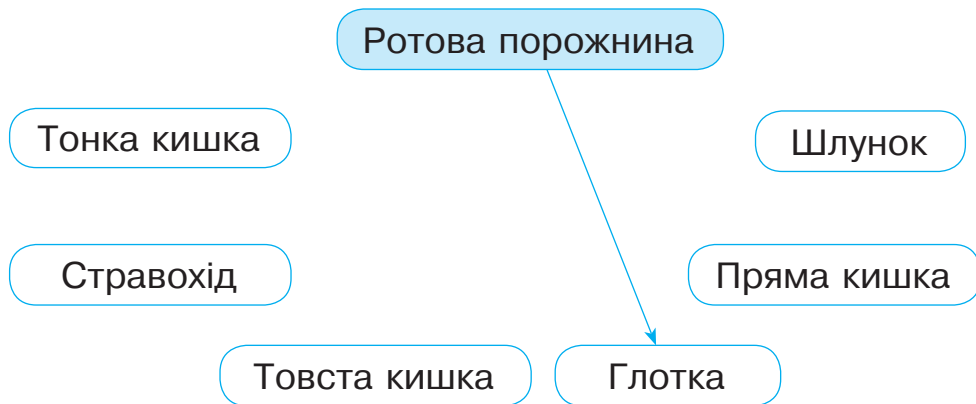 Ротова порожнина
Тонка кишка
Шлунок
Стравохід
Пряма кишка
Товста кишка
Глотка